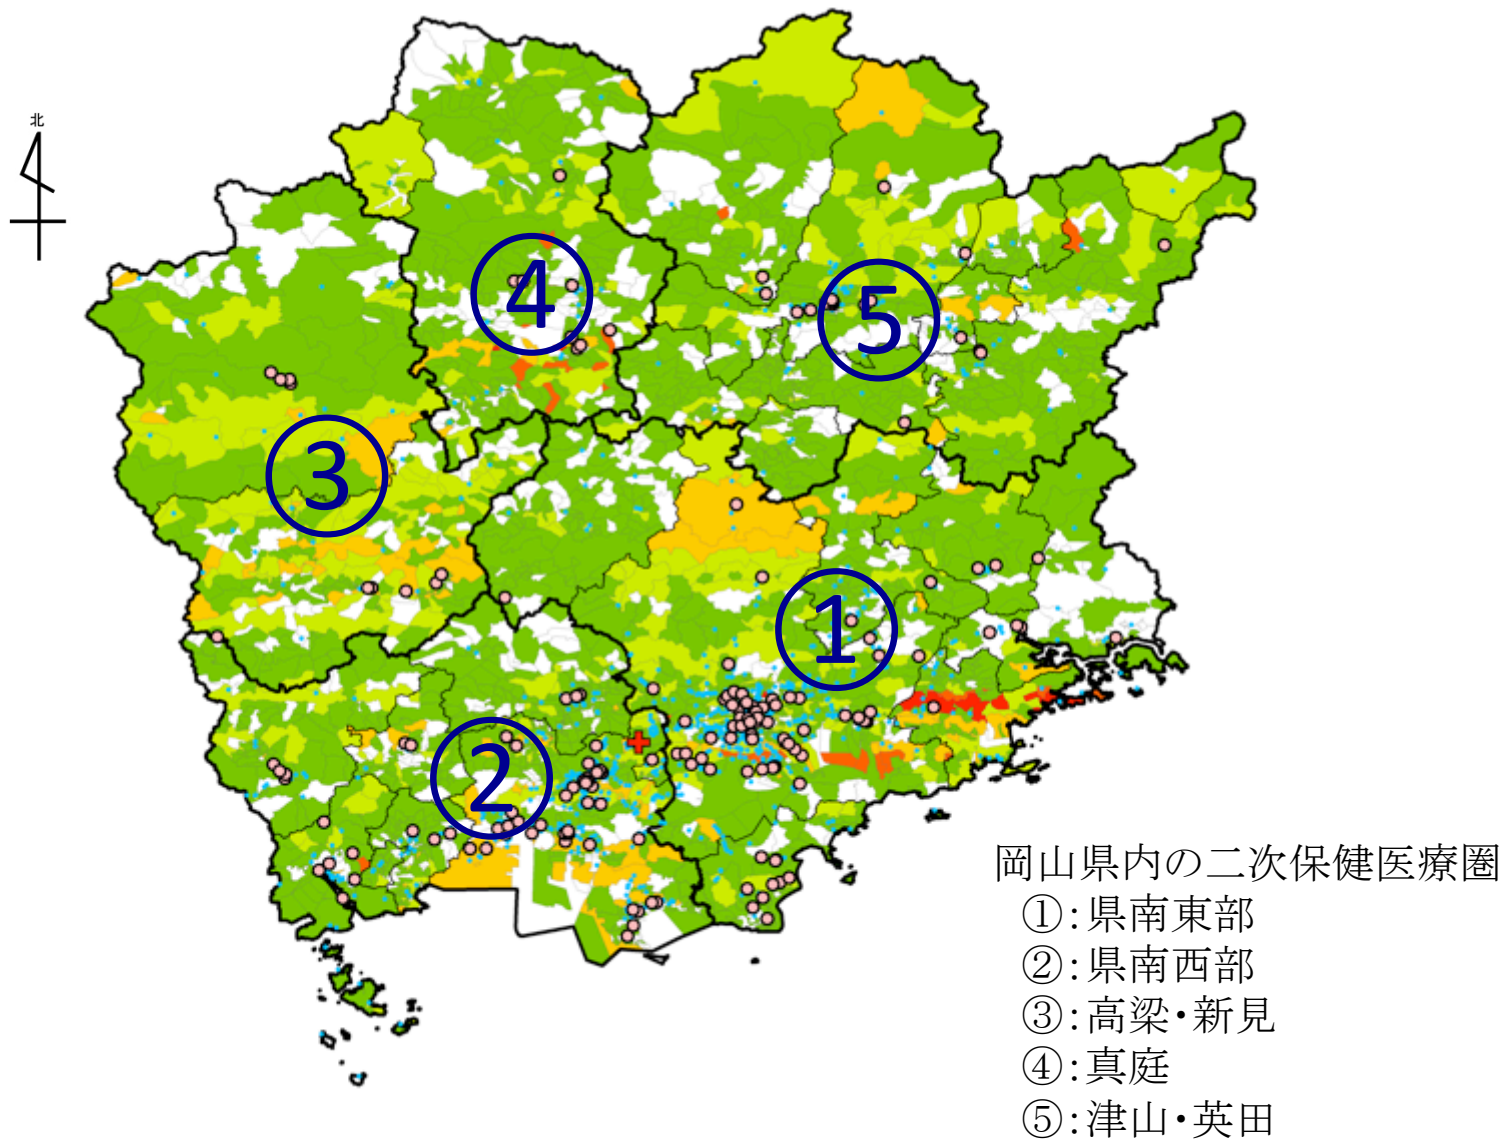 北
④
⑤
③
①
②
岡山県内の二次保健医療圏
①:県南東部
②:県南西部
③:高梁・新見
④:真庭
⑤:津山・英田